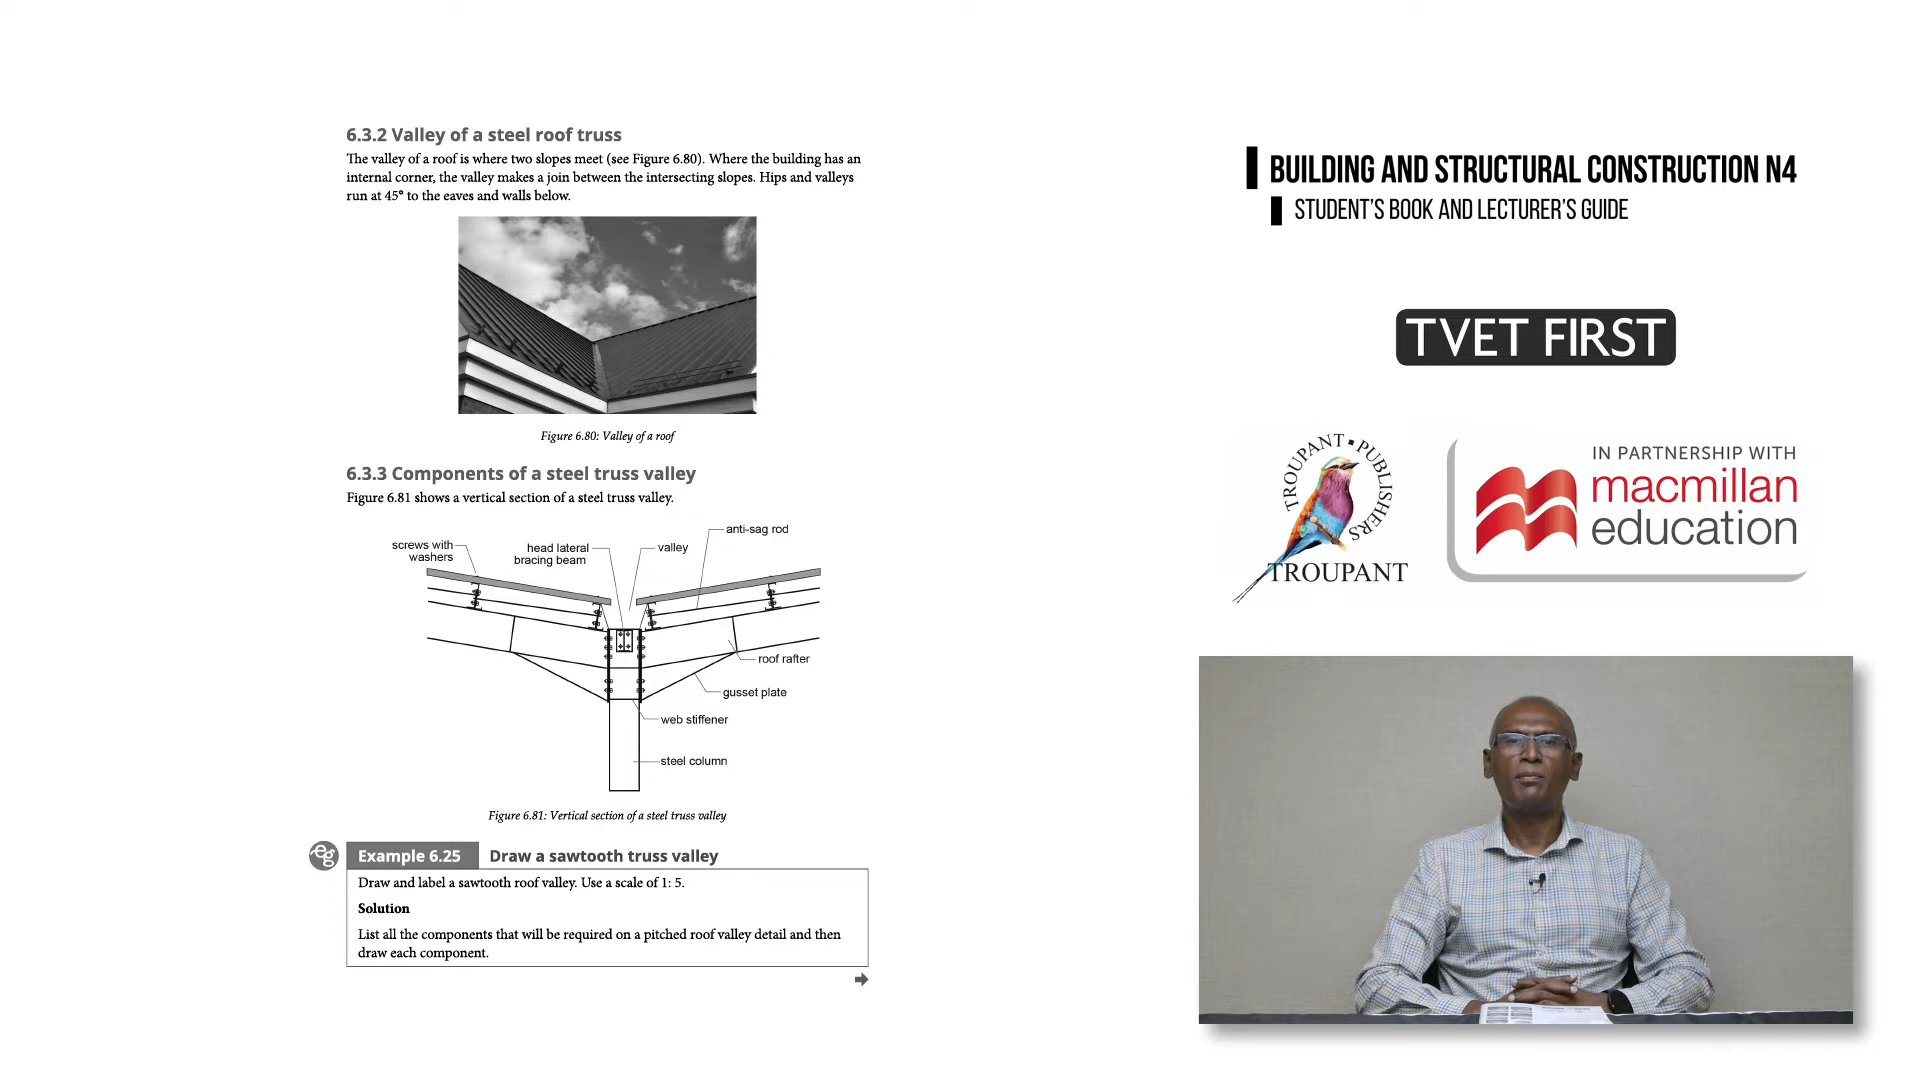 6.3.2 Valley of a steel roof truss
The valley of a roof is where two slopes meet (see Figure 6.80). Where the building has an
internal corner, the valley makes a join between the intersecting slopes. Hips and valleys
run at 45° to the eaves and walls below.
Figure 6.80: Valley of a roof
6.3.3 Components of a steel truss valley
Figure 6.81 shows a vertical section of a steel truss valley.
anti-sag rod
screws with
washers
head lateral
bracing beam
valley
roof rafter
gusset plate
web stiffener
steel column
Figure 6.81: Vertical section of a steel truss valley
eg
Example 6.25 Draw a sawtooth truss valley
Draw and label a sawtooth roof valley. Use a scale of 1: 5.
Solution
List all the components that will be required on a pitched roof valley detail and then
draw each component.
BUILDING AND STRUCTURAL CONSTRUCTION N4
STUDENT'S BOOK AND LECTURER'S GUIDE
TVET FIRST
TROUPANT▪PUBLISHERS
TROUPANT
IN PARTNERSHIP WITH
macmillan
education